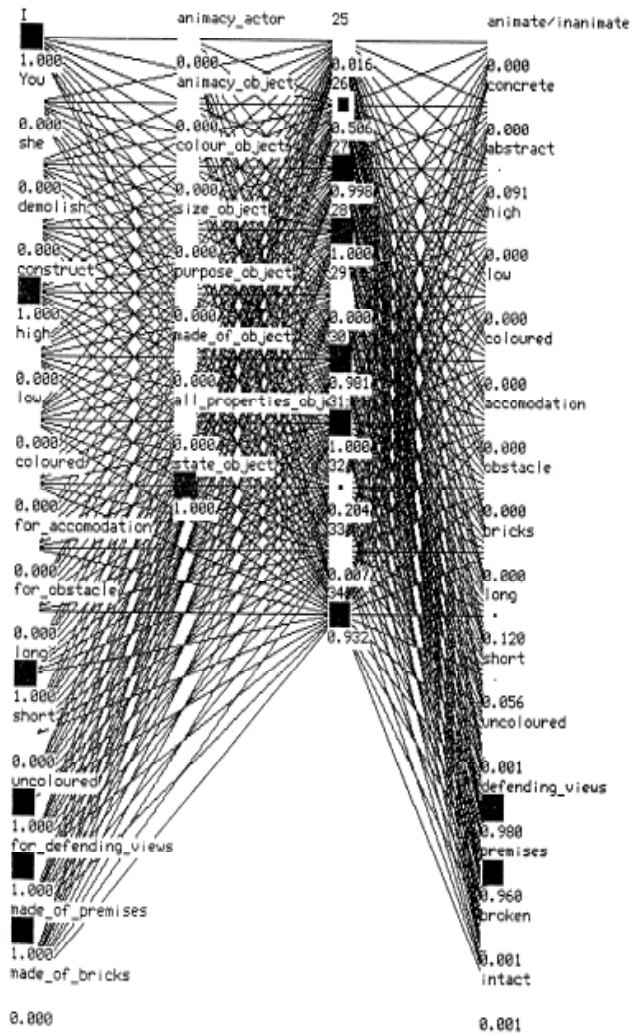 I
1.000
You
0.000
she
0.000
demolish
0.000
construct
1.000
high
0.000
low
0.000
coloured
0.000
for_accomodation
0.000
for_obstacle
0.000
long
1.000
short
0.000
uncoloured
1.000
for_defending_views
1.000
made_of_premises
1.000
made_of_bricks
0.000
animacy_actor
0.000
animacy_object
0.000
colour_object
0.000
size_object
0.000
purpose_object
0.000
made_of_object
0.000
all_properties_obj
0.000
state_object
1.000
25
0.016
26
0.506
27
0.998
28
1.000
29
0.000
30
0.981
31
1.000
32
0.204
33
0.007
34
0.932
animate/inanimate
0.000
concrete
0.000
abstract
0.091
high
0.000
low
0.000
coloured
0.000
accomodation
0.000
obstacle
0.000
bricks
0.000
long
0.120
short
0.056
uncoloured
0.001
defending_views
0.980
premises
0.960
broken
0.001
intact
0.001